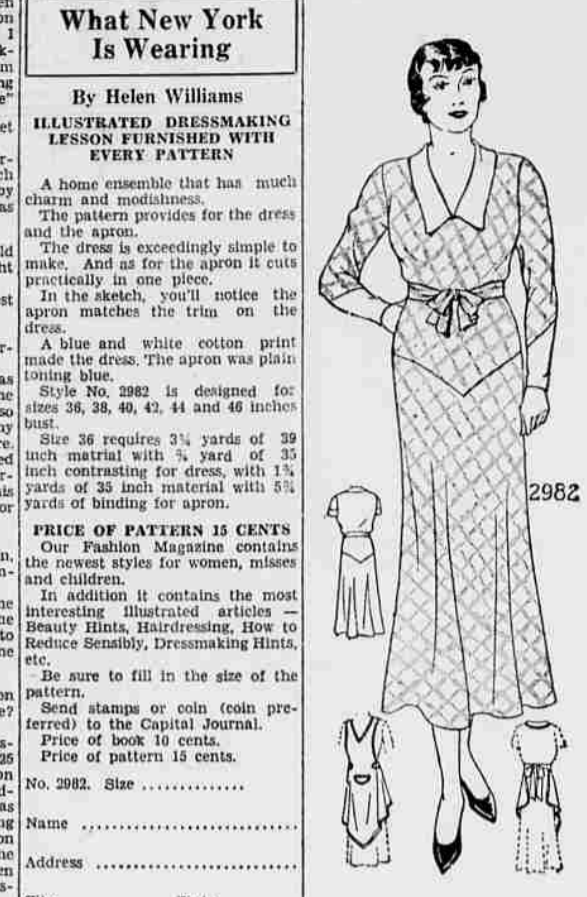 What New York
Is Wearing
By Helen Williams
ILLUSTRATED DRESSMAKING
LESSON FURNISHED WITH
EVERY PATTERN
A home ensemble that has much
charm and modishness.
The pattern provides for the dress
and the apron.
The dress is exceedingly simple to
make. And as for the apron it cuts
practically in one piece.
In the sketch, you'll notice the
apron matches the trim on the
dress.
A blue and white cotton print
made the dress. The apron was plain
toning blue.
Style No. 2982 is designed for
sizes 36, 38, 40, 42, 44 and 46 inches
bust.
Size 36 requires yards of 39
inch matrial with ¾ yard of 35
inch contrasting for dress, with
yards of 35 inch material with
yards of binding for apron.
PRICE OF PATTERN 15 CENTS
Our Fashion Magazine contains
the newest styles for women, misses
and children.
In addition it contains the most
interesting illustrated articles —
Beauty Hints, Hairdressing, How to
Reduce Sensibly, Dressmaking Hints,
etc.
Be sure to fill in the size of the
pattern.
Send stamps or coin (coin pre-
ferred) to the Capital Journal.
Price of book 10 cents.
Price of pattern 15 cents.
No. 2982. Size ..............
Name ............................
Address ..........................
2982